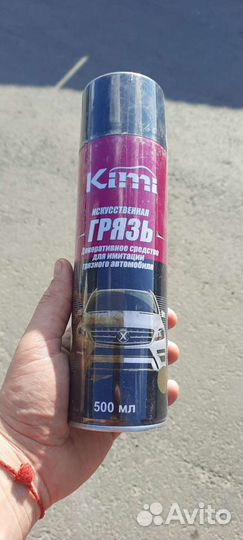 Kimi
ИСКУССТВЕННАЯ
ГРЯЗЬ
Декоративное средство
для имитации
грязного автомобиля
500 мл
Avito